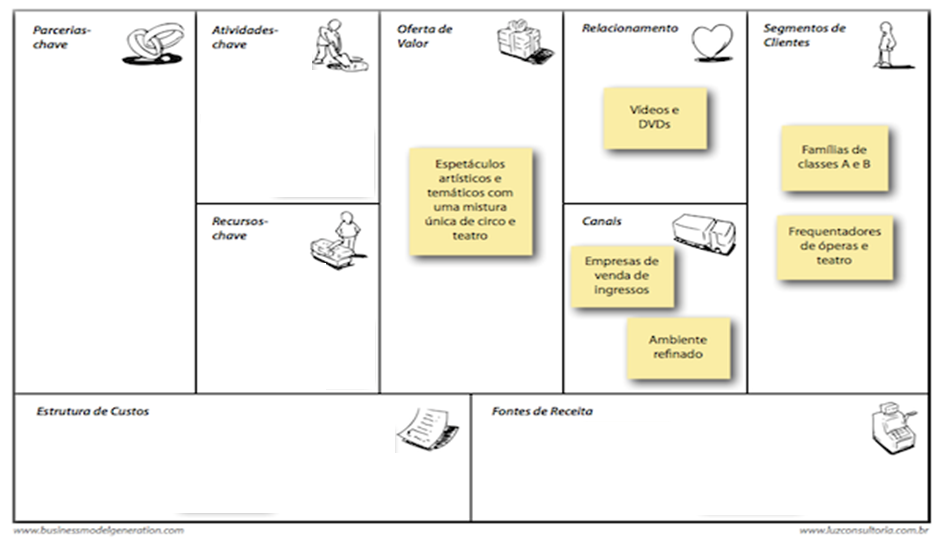 Parcerias-
chave
Atividades-
chave
Oferta de
Valor
Relacionamento
Segmentos de
Clientes
Vídeos e
DVDs
Famílias de
classes A e B
Espetáculos
artísticos e
temáticos com
uma mistura
única de circo e
teatro
Recursos-
chave
Canais
Frequentadores
de óperas e
teatro
Empresas de
venda de
ingressos
Ambiente
refinado
Estrutura de Custos
Fontes de Receita
www.businessmodelgeneration.com
www.luzconsultoria.com.br